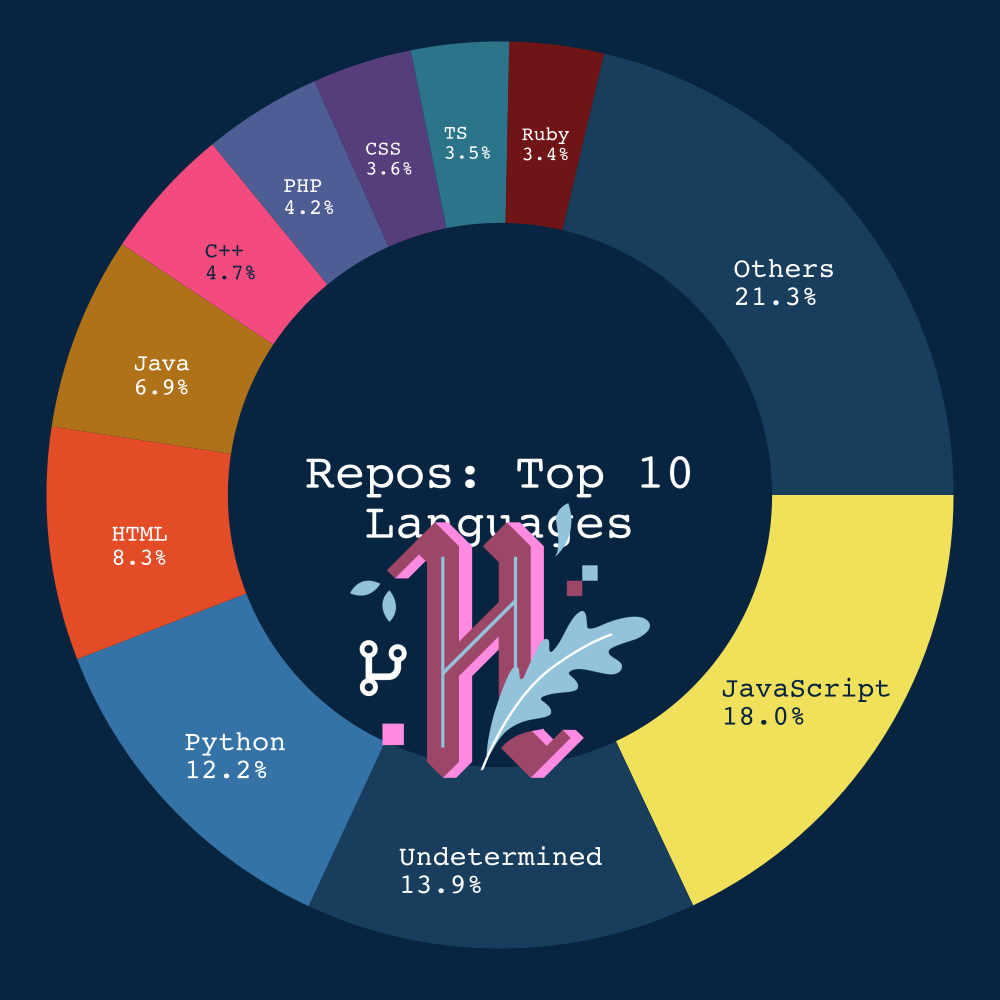 Repos: Top 10
Languages
TS
3.5%
Ruby
3.4%
CSS
3.6%
PHP
4.2%
C++
4.7%
Others
21.3%
Java
6.9%
HTML
8.3%
JavaScript
18.0%
Python
12.2%
Undetermined
13.9%